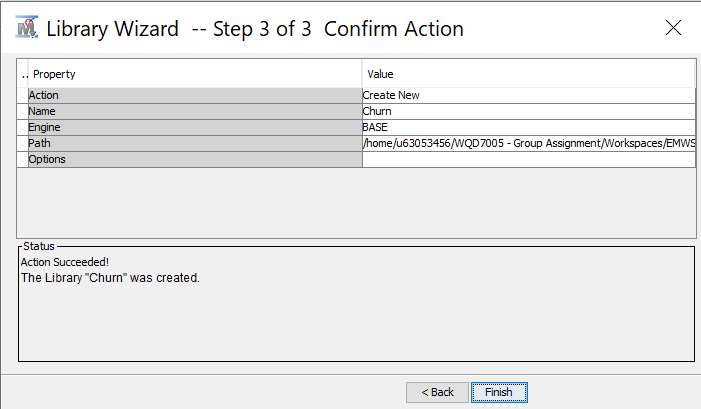 Library Wizard -- Step 3 of 3 Confirm Action
.. Property Value
Action Create New
Name Churn
Engine BASE
Path /home/u63053456/WQD7005 - Group Assignment/Workspaces/EMWS
Options
Status
Action Succeeded!
The Library "Churn" was created.
< Back Finish